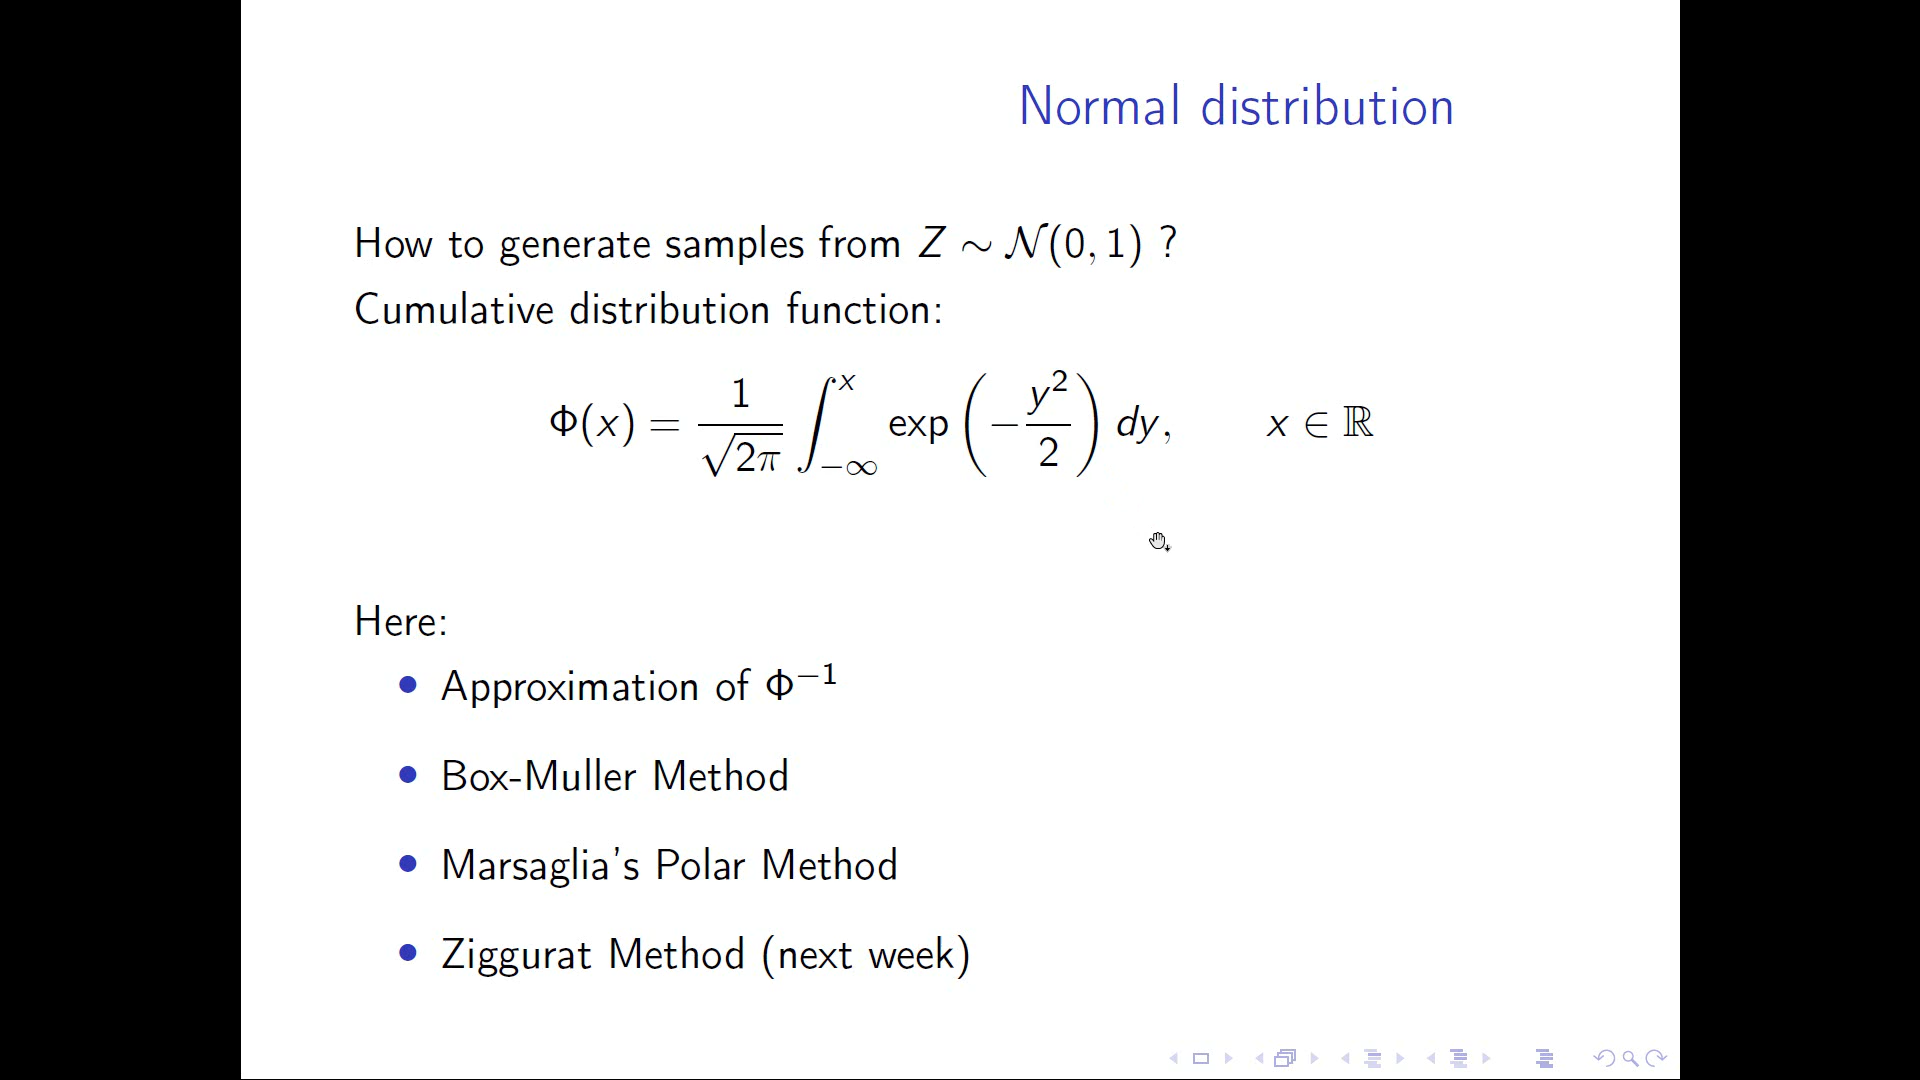 Normal distribution
How to generate samples from Z ∼ 𝒩(0, 1) ?
Cumulative distribution function:
Φ(x) = 1/√(2π) ∫_{−∞}^{x} exp(−y²/2) dy, x ∈ ℝ
Here:
• Approximation of Φ⁻¹
• Box-Muller Method
• Marsaglia's Polar Method
• Ziggurat Method (next week)